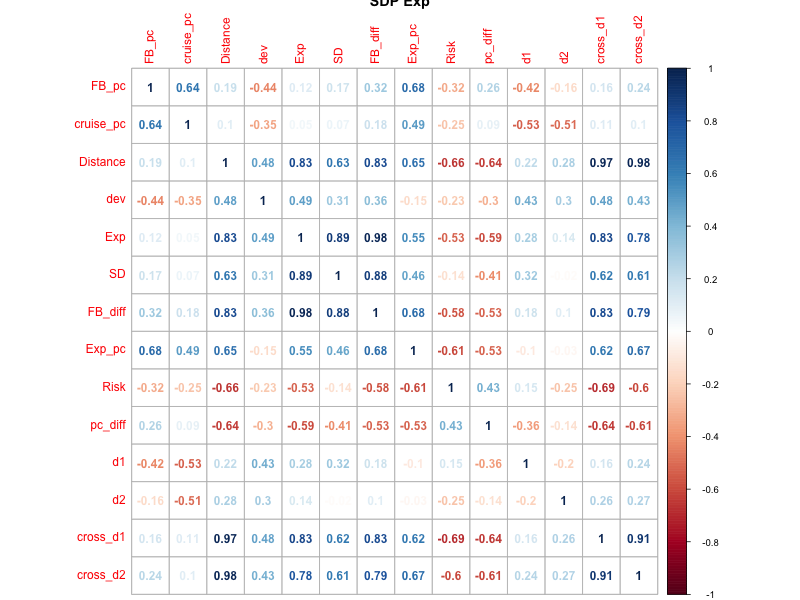 SDP Exp
FB_pc cruise_pc Distance dev Exp SD FB_diff Exp_pc Risk pc_diff d1 d2 cross_d1 cross_d2
FB_pc 1 0.64 0.19 -0.44 0.12 0.17 0.32 0.68 -0.32 0.26 -0.42 -0.16 0.16 0.24
cruise_pc 0.64 1 0.1 -0.35 0.05 0.07 0.18 0.49 -0.25 0.09 -0.53 -0.51 0.11 0.1
Distance 0.19 0.1 1 0.48 0.83 0.63 0.83 0.65 -0.66 -0.64 0.22 0.28 0.97 0.98
dev -0.44 -0.35 0.48 1 0.49 0.31 0.36 -0.15 -0.23 -0.3 0.43 0.3 0.48 0.43
Exp 0.12 0.05 0.83 0.49 1 0.89 0.98 0.55 -0.53 -0.59 0.28 0.14 0.83 0.78
SD 0.17 0.07 0.63 0.31 0.89 1 0.88 0.46 -0.14 -0.41 0.32 0.62 0.61
FB_diff 0.32 0.18 0.83 0.36 0.98 0.88 1 0.68 -0.58 -0.53 0.18 0.1 0.83 0.79
Exp_pc 0.68 0.49 0.65 -0.15 0.55 0.46 0.68 1 -0.61 -0.53 -0.1 0.62 0.67
Risk -0.32 -0.25 -0.66 -0.23 -0.53 -0.14 -0.58 -0.61 1 0.43 0.15 -0.25 -0.69 -0.6
pc_diff 0.26 0.09 -0.64 -0.3 -0.59 -0.41 -0.53 -0.53 0.43 1 -0.36 -0.14 -0.64 -0.61
d1 -0.42 -0.53 0.22 0.43 0.28 0.32 0.18 -0.1 0.15 -0.36 1 -0.2 0.16 0.24
d2 -0.16 -0.51 0.28 0.3 0.14 0.1 -0.25 -0.14 -0.2 1 0.26 0.27
cross_d1 0.16 0.11 0.97 0.48 0.83 0.62 0.83 0.62 -0.69 -0.64 0.16 0.26 1 0.91
cross_d2 0.24 0.1 0.98 0.43 0.78 0.61 0.79 0.67 -0.6 -0.61 0.24 0.27 0.91 1
1
0.8
0.6
0.4
0.2
0
-0.2
-0.4
-0.6
-0.8
-1